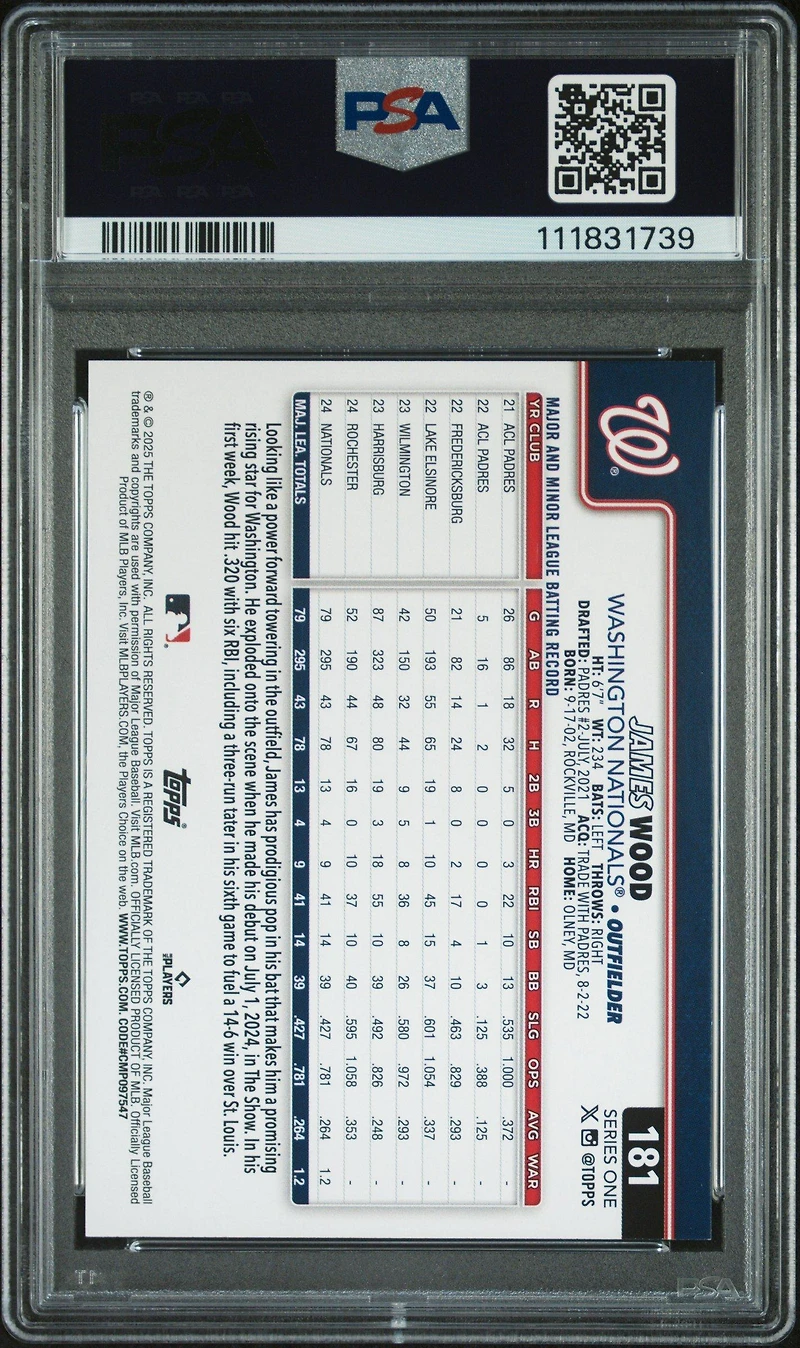 PSA
111831739
W®
181
SERIES ONE
X @TOPPS
JAMES WOOD
WASHINGTON NATIONALS® • OUTFIELDER
HT: 6'7" WT: 234 BATS: LEFT THROWS: RIGHT
DRAFTED: PADRES #2-JULY, 2021 ACQ: TRADE WITH PADRES, 8-2-22
BORN: 9-17-02, ROCKVILLE, MD HOME: OLNEY, MD
MAJOR AND MINOR LEAGUE BATTING RECORD
YR CLUB G AB R H 2B 3B HR RBI SB BB SLG OPS AVG WAR
21 ACL PADRES 26 86 18 32 5 0 3 22 10 13 .535 1.000 .372 -
22 ACL PADRES 5 16 1 2 0 0 0 0 1 3 .125 .388 .125 -
22 FREDERICKSBURG 21 82 14 24 8 0 2 17 4 10 .463 .829 .293 -
22 LAKE ELSINORE 50 193 55 65 19 1 10 45 15 37 .601 1.054 .337 -
23 WILMINGTON 42 150 32 44 9 5 8 36 8 26 .580 .972 .293 -
23 HARRISBURG 87 323 48 80 19 3 18 55 10 39 .492 .826 .248 -
24 ROCHESTER 52 190 44 67 16 0 10 37 10 40 .595 1.058 .353 -
24 NATIONALS 79 295 43 78 13 4 9 41 14 39 .427 .781 .264 1.2
MAJ. LEA. TOTALS 79 295 43 78 13 4 9 41 14 39 .427 .781 .264 1.2
Looking like a power forward towering in the outfield, James has prodigious pop in his bat that makes him a promising
rising star for Washington. He exploded onto the scene when he made his debut on July 1, 2024, in The Show. In his
first week, Wood hit .320 with six RBI, including a three-run tater in his sixth game to fuel a 14-6 win over St. Louis.
topps®
MLB PLAYERS
® & © 2025 THE TOPPS COMPANY, INC. ALL RIGHTS RESERVED. TOPPS IS A REGISTERED TRADEMARK OF THE TOPPS COMPANY, INC. Major League Baseball
trademarks and copyrights are used with permission of Major League Baseball. Visit MLB.com. OFFICIALLY LICENSED PRODUCT OF MLB. Officially Licensed
Product of MLB Players, Inc. Visit MLBPLAYERS.COM, the Players Choice on the web. WWW.TOPPS.COM. CODE#CMP097547
PSA